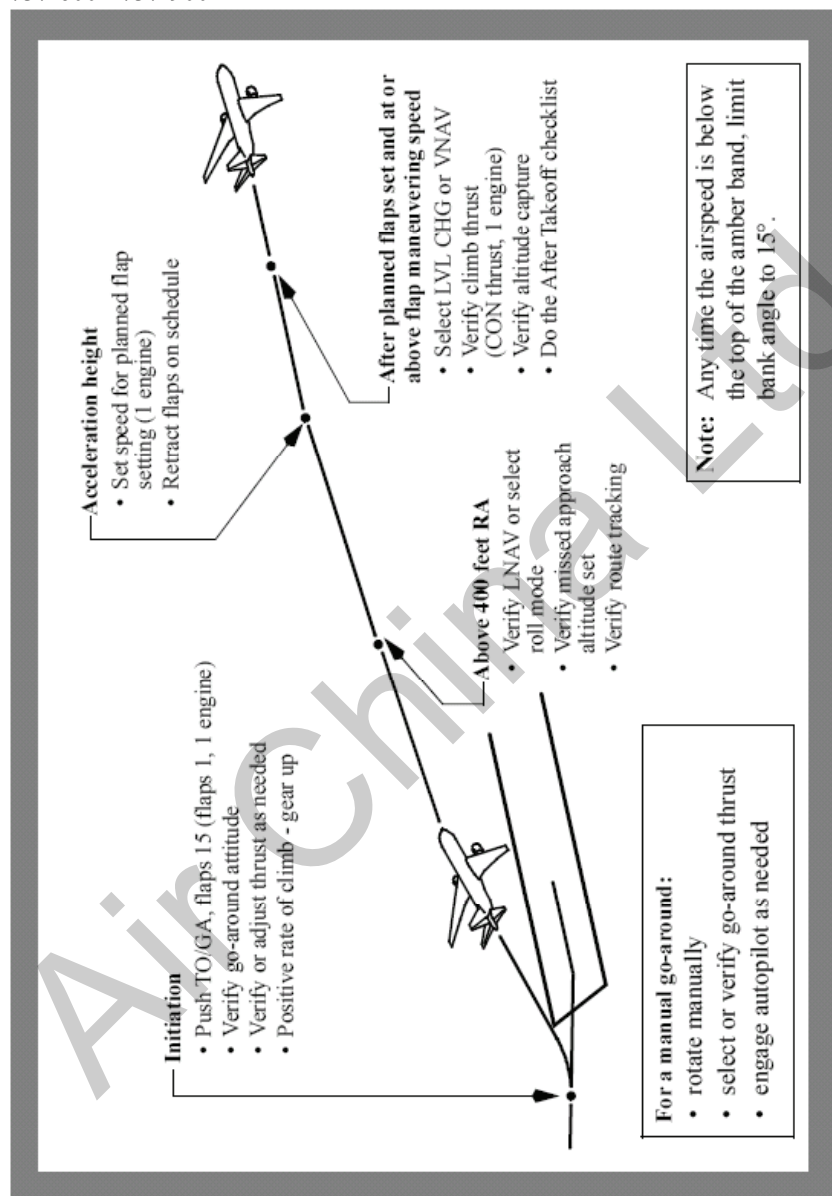 Initiation
• Push TO/GA, flaps 15 (flaps 1, 1 engine)
• Verify go-around attitude
• Verify or adjust thrust as needed
• Positive rate of climb - gear up
Above 400 feet RA
• Verify LNAV or select
roll mode
• Verify missed approach
altitude set
• Verify route tracking
Acceleration height
• Set speed for planned flap
setting (1 engine)
• Retract flaps on schedule
After planned flaps set and at or
above flap maneuvering speed
• Select LVL CHG or VNAV
• Verify climb thrust
(CON thrust, 1 engine)
• Verify altitude capture
• Do the After Takeoff checklist
For a manual go-around:
• rotate manually
• select or verify go-around thrust
• engage autopilot as needed
Note: Any time the airspeed is below
the top of the amber band, limit
bank angle to 15°.
Air China Ltd